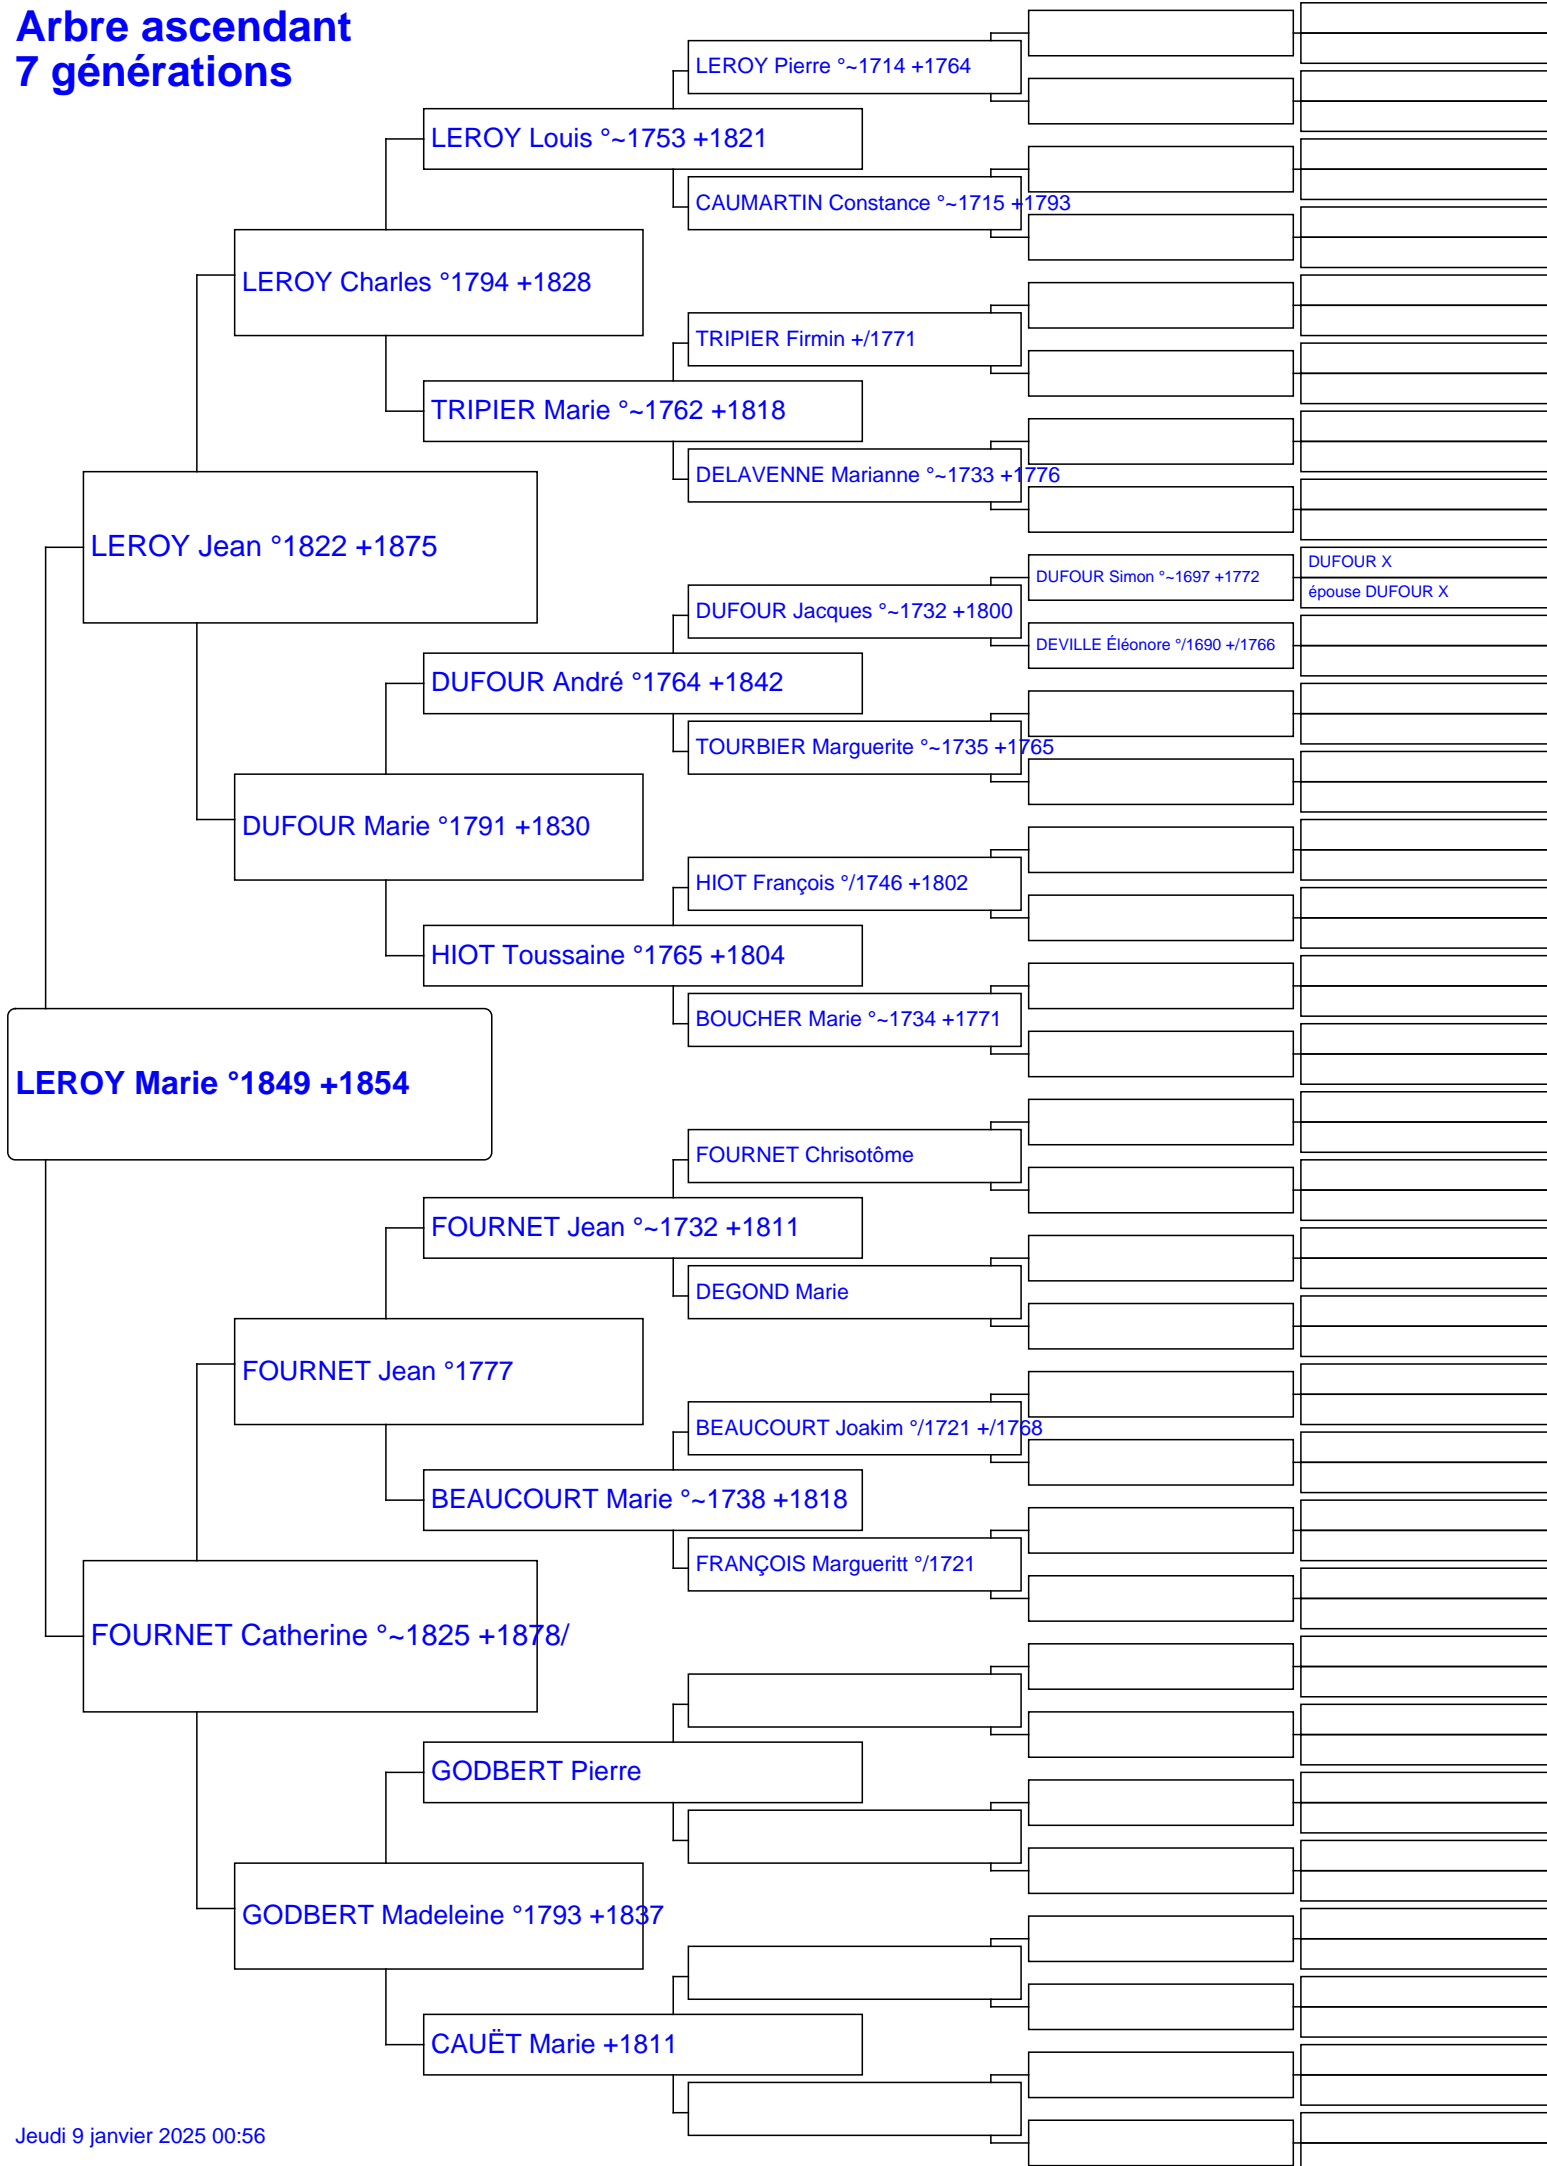 Arbre ascendant
7 générations
LEROY Pierre °~1714 +1764
LEROY Louis °~1753 +1821
CAUMARTIN Constance °~1715 +1793
LEROY Charles °1794 +1828
TRIPIER Firmin +/1771
TRIPIER Marie °~1762 +1818
DELAVENNE Marianne °~1733 +1776
LEROY Jean °1822 +1875
DUFOUR X
DUFOUR Simon °~1697 +1772
épouse DUFOUR X
DUFOUR Jacques °~1732 +1800
DEVILLE Éléonore °/1690 +/1766
DUFOUR André °1764 +1842
TOURBIER Marguerite °~1735 +1765
DUFOUR Marie °1791 +1830
HIOT François °/1746 +1802
HIOT Toussaine °1765 +1804
BOUCHER Marie °~1734 +1771
LEROY Marie °1849 +1854
FOURNET Chrisotôme
FOURNET Jean °~1732 +1811
DEGOND Marie
FOURNET Jean °1777
BEAUCOURT Joakim °/1721 +/1768
BEAUCOURT Marie °~1738 +1818
FRANÇOIS Margueritt °/1721
FOURNET Catherine °~1825 +1878/
GODBERT Pierre
GODBERT Madeleine °1793 +1837
CAUËT Marie +1811
Jeudi 9 janvier 2025 00:56